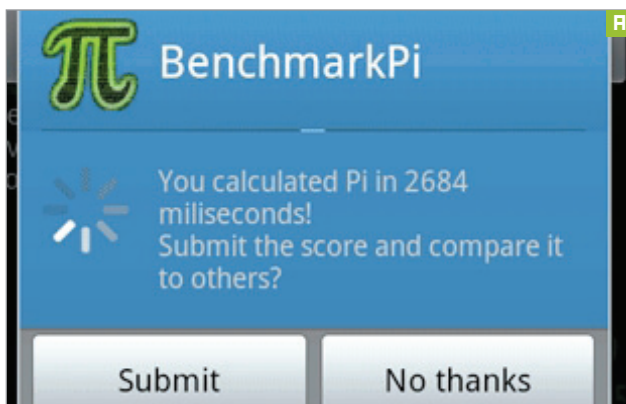 BenchmarkPi
You calculated Pi in 2684
miliseconds!
Submit the score and compare it
to others?
Submit
No thanks